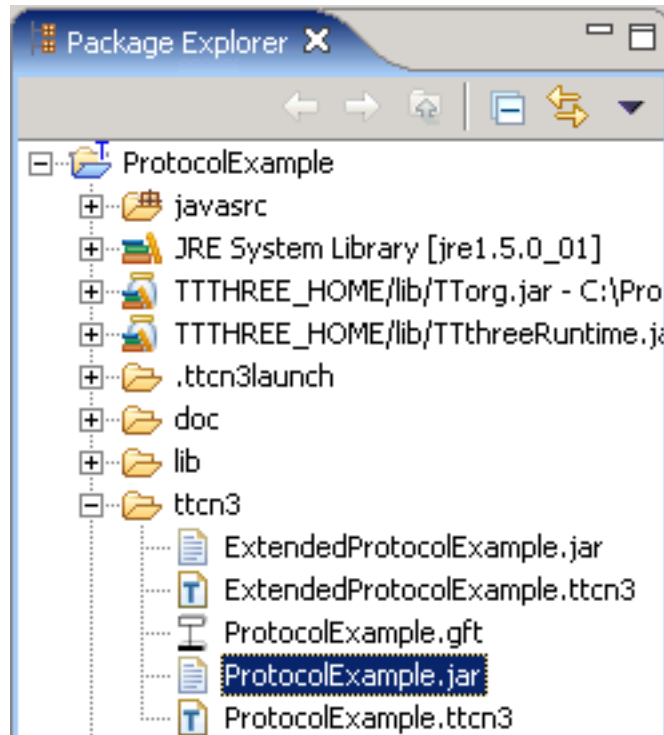 Package Explorer
ProtocolExample
javasrc
JRE System Library [jre1.5.0_01]
TTTHREE_HOME/lib/TTorg.jar - C:\Pro
TTTHREE_HOME/lib/TTthreeRuntime.ja
.ttcn3launch
doc
lib
ttcn3
ExtendedProtocolExample.jar
ExtendedProtocolExample.ttcn3
ProtocolExample.gft
ProtocolExample.jar
ProtocolExample.ttcn3